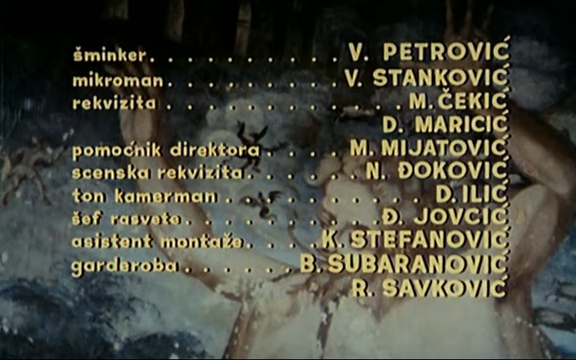 šminker. . . . . . . . . . V. PETROVIĆ
mikroman. . . . . . . . . . V. STANKOVIĆ
rekvizita . . . . . . . . . . . . M. ČEKIĆ
D. MARICIĆ
pomoćnik direktora . . . . M. MIJATOVIĆ
scenska rekvizita. . . . . . N. ĐOKOVIĆ
ton kamerman . . . . . . . . . . D. ILIĆ
šef rasvete. . . . . . . . . . Đ. JOVČIĆ
asistent montaže. . . . K. STEFANOVIĆ
garderoba . . . . . . B. SUBARANOVIĆ
R. SAVKOVIĆ